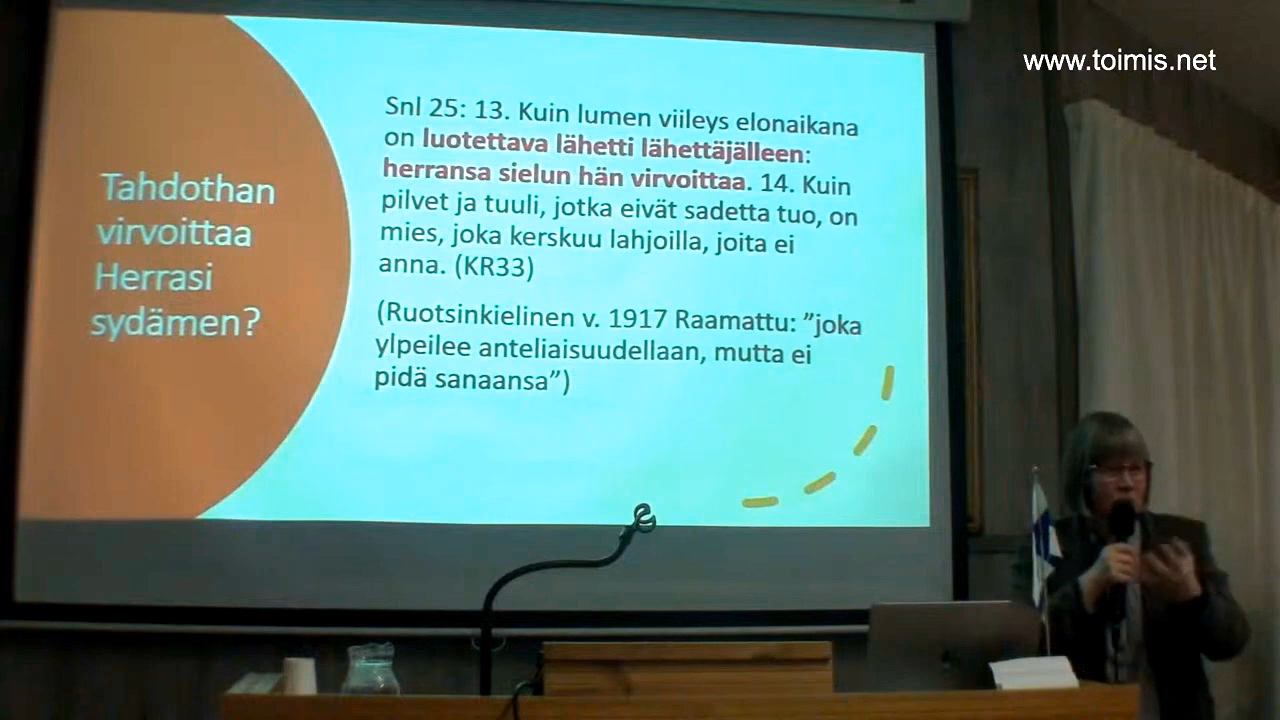 www.toimis.net
Tahdothan
virvoittaa
Herrasi
sydämen?
Snl 25: 13. Kuin lumen viileys elonaikana
on luotettava lähetti lähettäjälleen:
herransa sielun hän virvoittaa. 14. Kuin
pilvet ja tuuli, jotka eivät sadetta tuo, on
mies, joka kerskuu lahjoilla, joita ei
anna. (KR33)
(Ruotsinkielinen v. 1917 Raamattu: ”joka
ylpeilee anteliaisuudellaan, mutta ei
pidä sanaansa”)